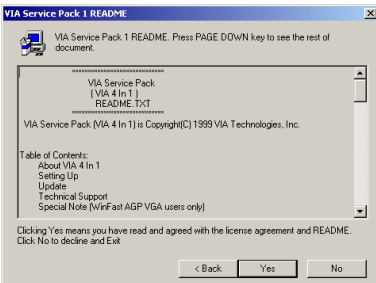 VIA Service Pack 1 README
VIA Service Pack 1 README. Press PAGE DOWN key to see the rest of
document.
""""""""""""""""""""""""""""""""
VIA Service Pack
( VIA 4 In 1 )
README.TXT
""""""""""""""""""""""""""""""""
VIA Service Pack (VIA 4 in 1) is Copyright(C) 1999 VIA Technologies, Inc.
Table of Contents:
About VIA 4 In 1
Setting Up
Update
Technical Support
Special Note (WinFast AGP VGA users only)
Clicking Yes means you have read and agreed with the license agreement and README.
Click No to decline and Exit
< Back
Yes
No